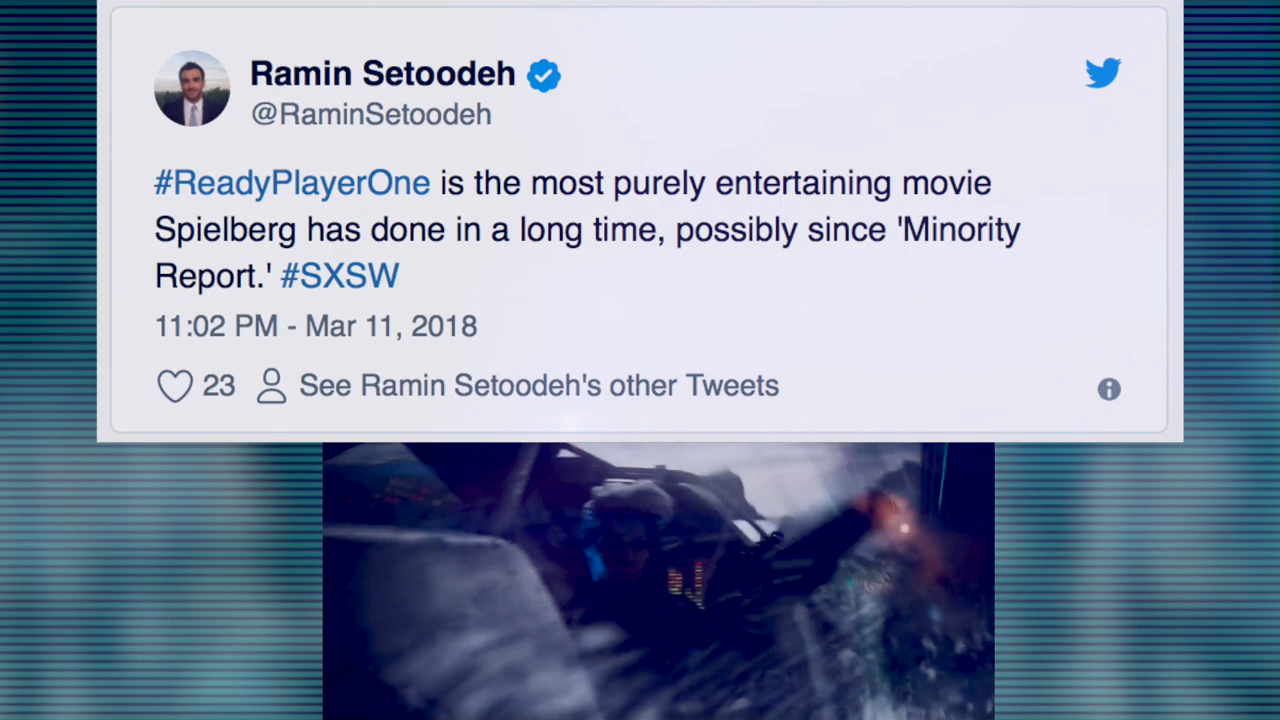 Ramin Setoodeh
@RaminSetoodeh
#ReadyPlayerOne is the most purely entertaining movie
Spielberg has done in a long time, possibly since 'Minority
Report.' #SXSW
11:02 PM - Mar 11, 2018
23 See Ramin Setoodeh's other Tweets